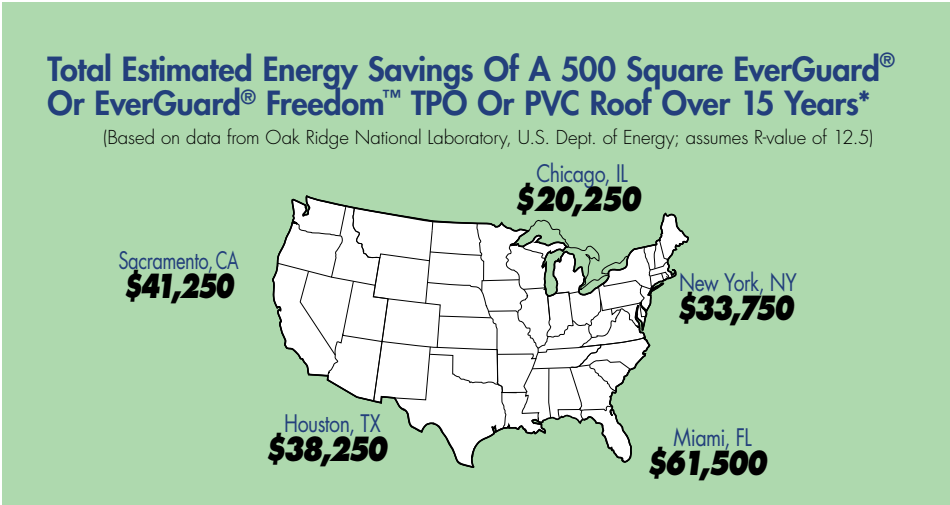 Total Estimated Energy Savings Of A 500 Square EverGuard®
Or EverGuard® Freedom™ TPO Or PVC Roof Over 15 Years*
(Based on data from Oak Ridge National Laboratory, U.S. Dept. of Energy; assumes R-value of 12.5)
Chicago, IL
$20,250
Sacramento, CA
$41,250
New York, NY
$33,750
Houston, TX
$38,250
Miami, FL
$61,500